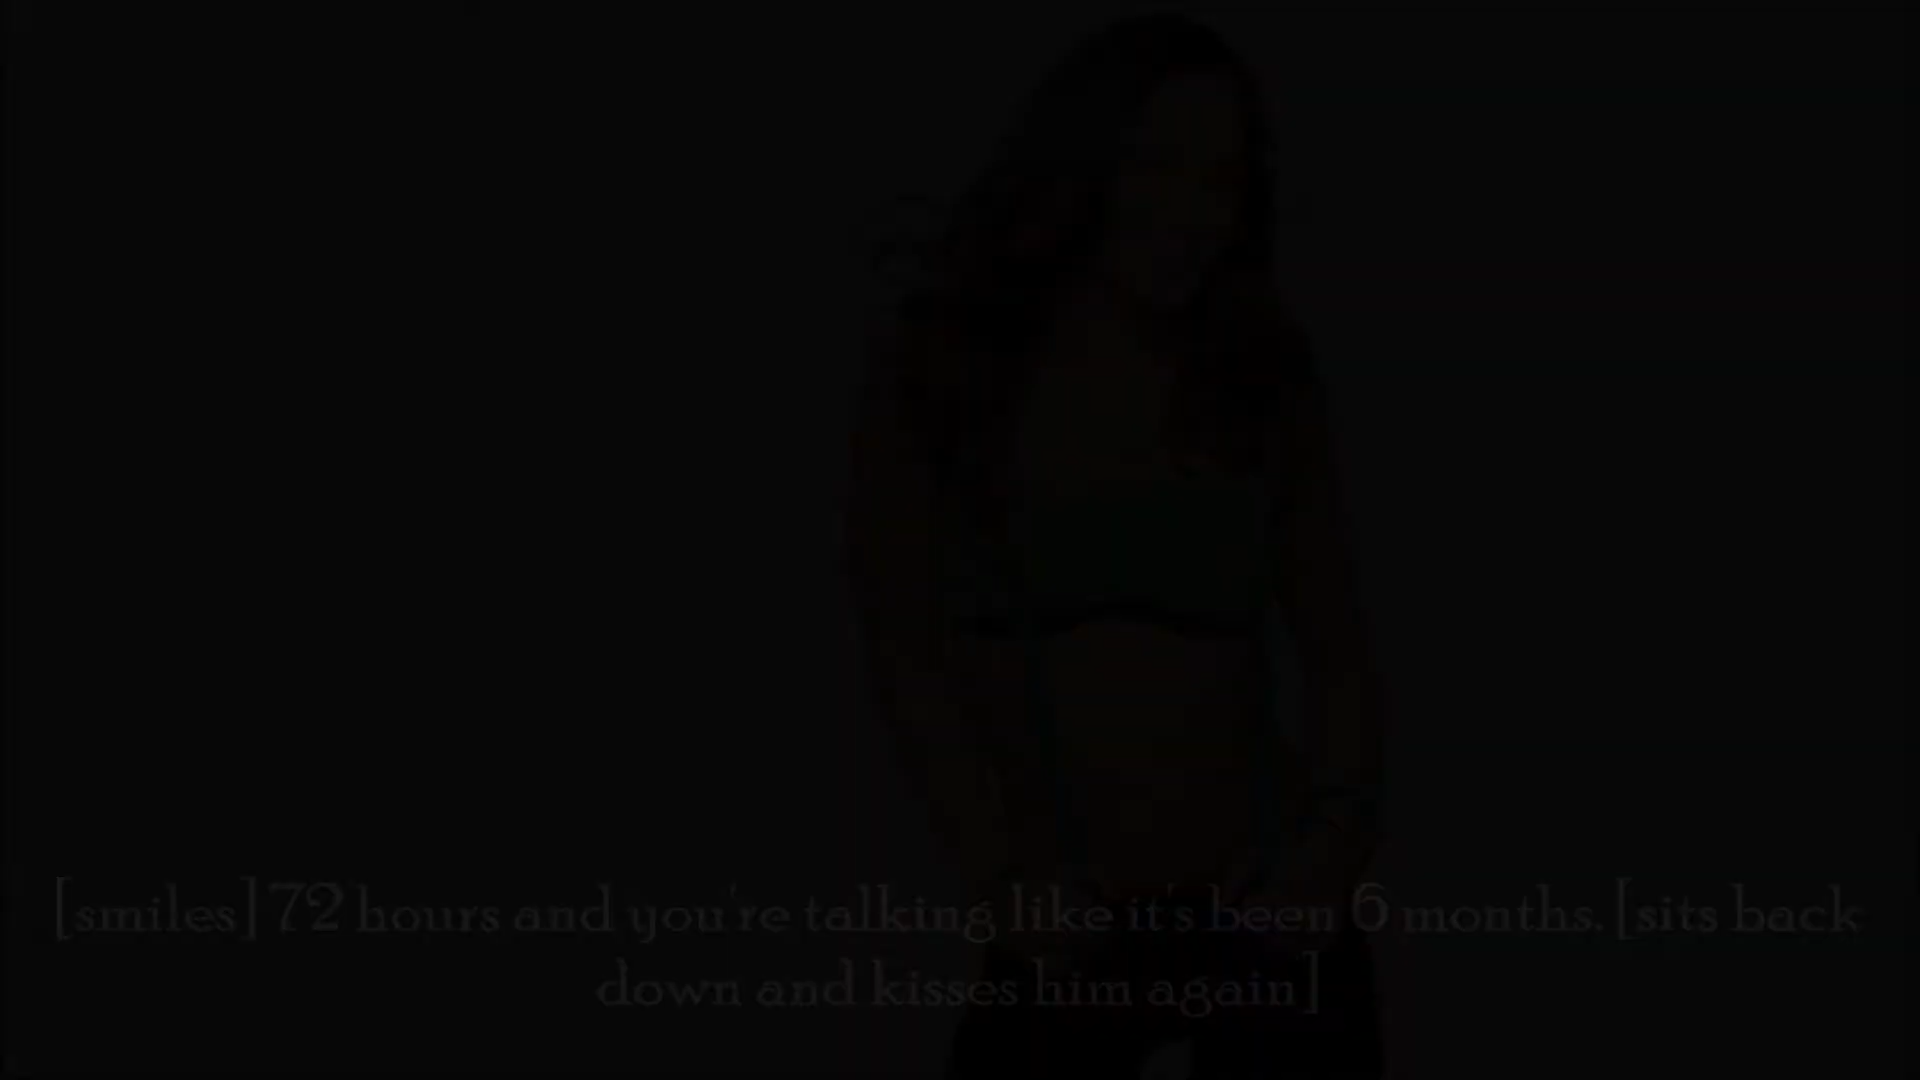 [smiles] 72 hours and you're talking like it's been 6 months. [sits back
down and kisses him again]